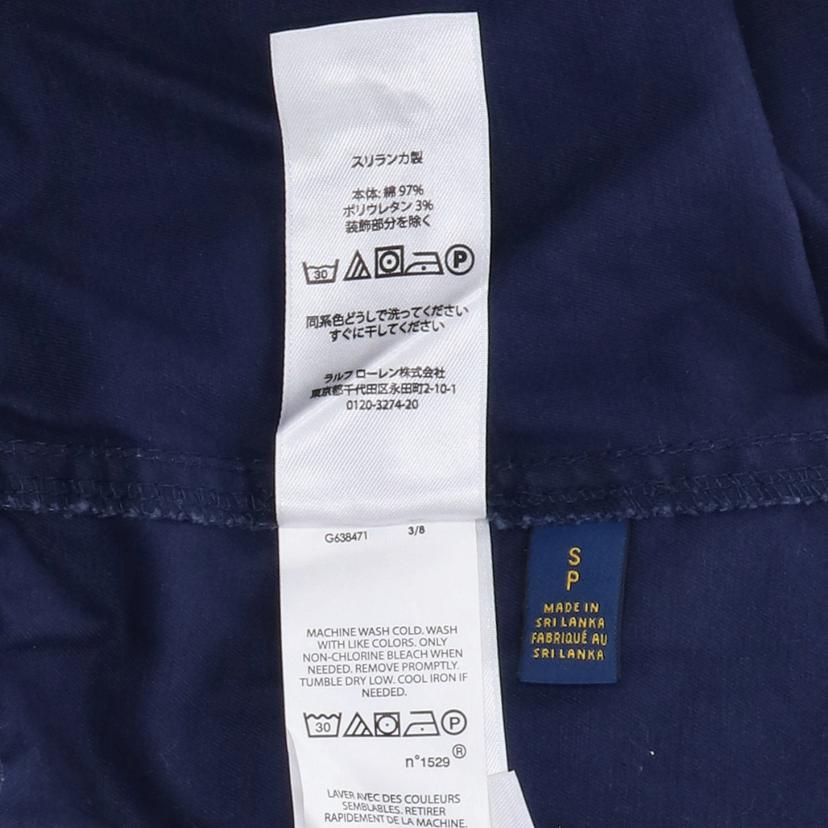 スリランカ製
本体: 綿 97%
ポリウレタン 3%
装飾部分を除く
30 P
同系色どうしで洗ってください
すぐに干してください
ラルフ ローレン株式会社
東京都千代田区永田町2-10-1
0120-3274-20
G638471 3/8
MACHINE WASH COLD. WASH
WITH LIKE COLORS. ONLY
NON-CHLORINE BLEACH WHEN
NEEDED. REMOVE PROMPTLY.
TUMBLE DRY LOW. COOL IRON IF
NEEDED.
30 P
n°1529 ®
LAVER AVEC DES COULEURS
SEMBLABLES. RETIRER
RAPIDEMENT DE LA MACHINE.
S
P
MADE IN
SRI LANKA
FABRIQUÉ AU
SRI LANKA